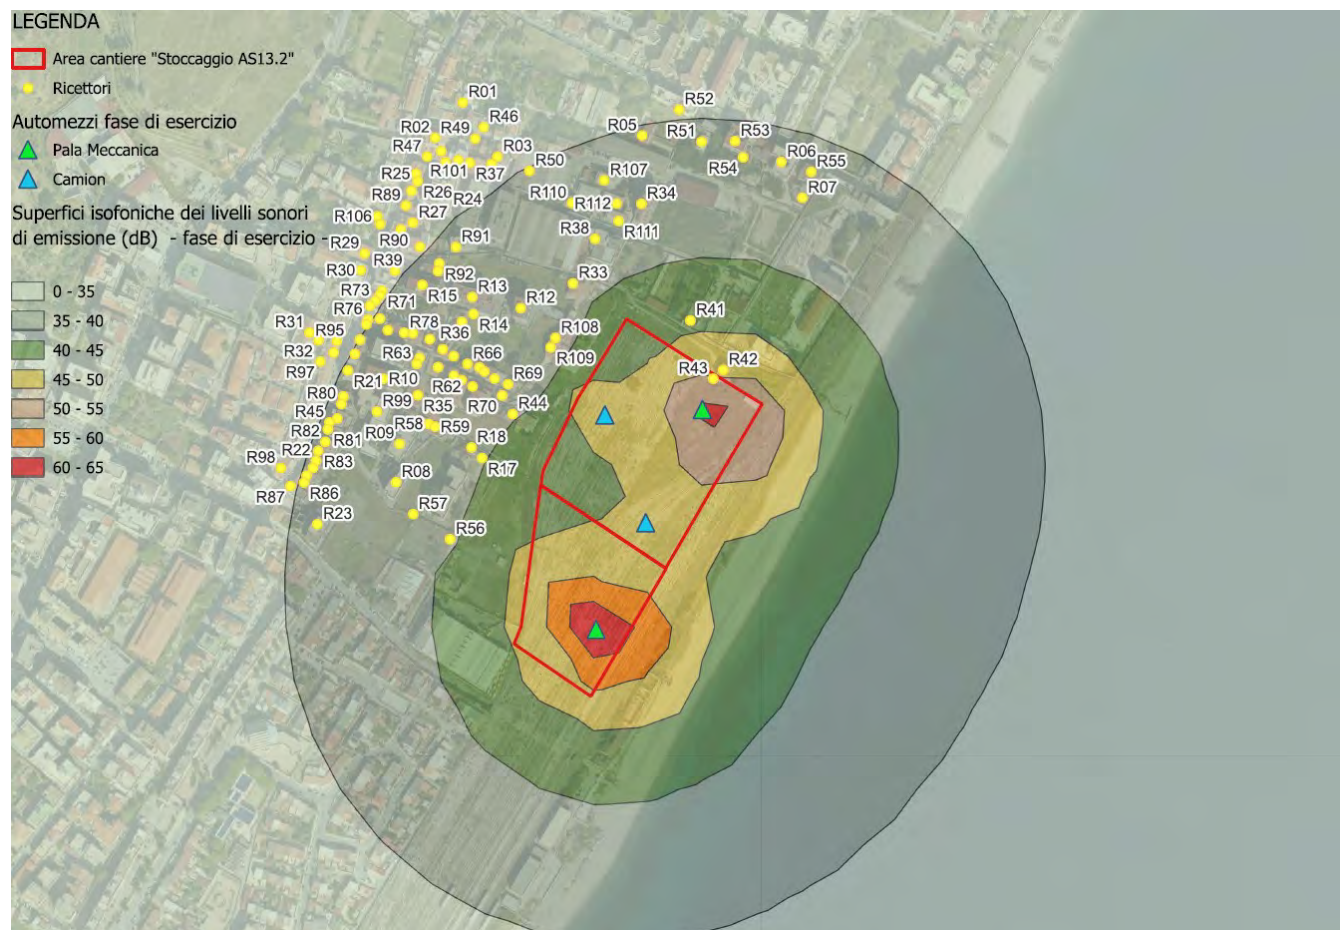 LEGENDA
Area cantiere "Stoccaggio AS13.2"
Ricettori
Automezzi fase di esercizio
Pala Meccanica
Camion
Superfici isofoniche dei livelli sonori
di emissione (dB) - fase di esercizio -
0 - 35
35 - 40
40 - 45
45 - 50
50 - 55
55 - 60
60 - 65
R01
R52
R46
R02
R49
R05
R51
R53
R47
R03
R50
R06
R101
R37
R54
R55
R25
R107
R07
R89
R26
R24
R110
R112
R34
R106
R27
R111
R90
R91
R38
R29
R39
R30
R92
R33
R73
R15
R13
R12
R76
R71
R41
R31
R95
R78
R36
R14
R108
R32
R63
R66
R109
R42
R97
R43
R21
R10
R62
R69
R80
R99
R35
R70
R44
R45
R58
R59
R82
R09
R81
R18
R22
R98
R83
R17
R08
R87
R86
R57
R23
R56